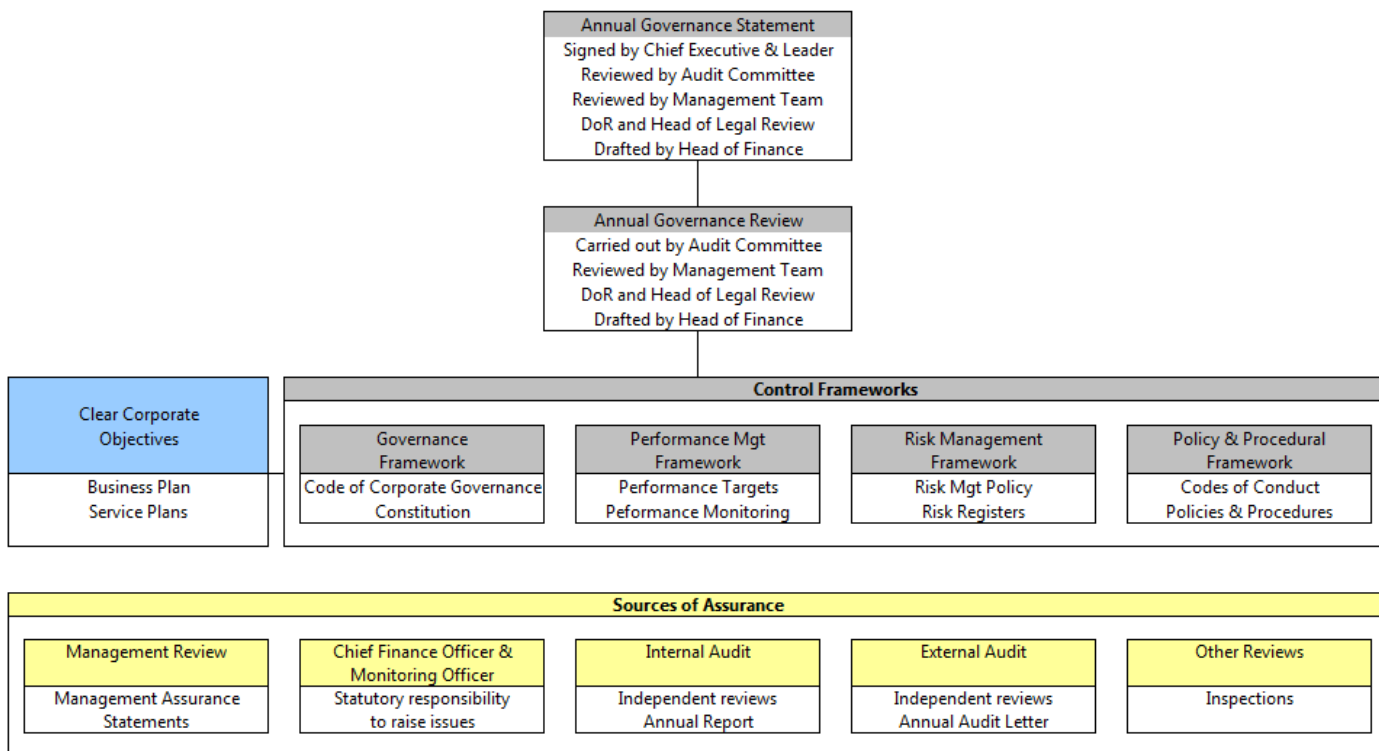 Annual Governance Statement
Signed by Chief Executive & Leader
Reviewed by Audit Committee
Reviewed by Management Team
DoR and Head of Legal Review
Drafted by Head of Finance
Annual Governance Review
Carried out by Audit Committee
Reviewed by Management Team
DoR and Head of Legal Review
Drafted by Head of Finance
Clear Corporate
Objectives
Business Plan
Service Plans
Control Frameworks
Governance
Framework
Code of Corporate Governance
Constitution
Performance Mgt
Framework
Performance Targets
Peformance Monitoring
Risk Management
Framework
Risk Mgt Policy
Risk Registers
Policy & Procedural
Framework
Codes of Conduct
Policies & Procedures
Sources of Assurance
Management Review
Management Assurance
Statements
Chief Finance Officer &
Monitoring Officer
Statutory responsibility
to raise issues
Internal Audit
Independent reviews
Annual Report
External Audit
Independent reviews
Annual Audit Letter
Other Reviews
Inspections